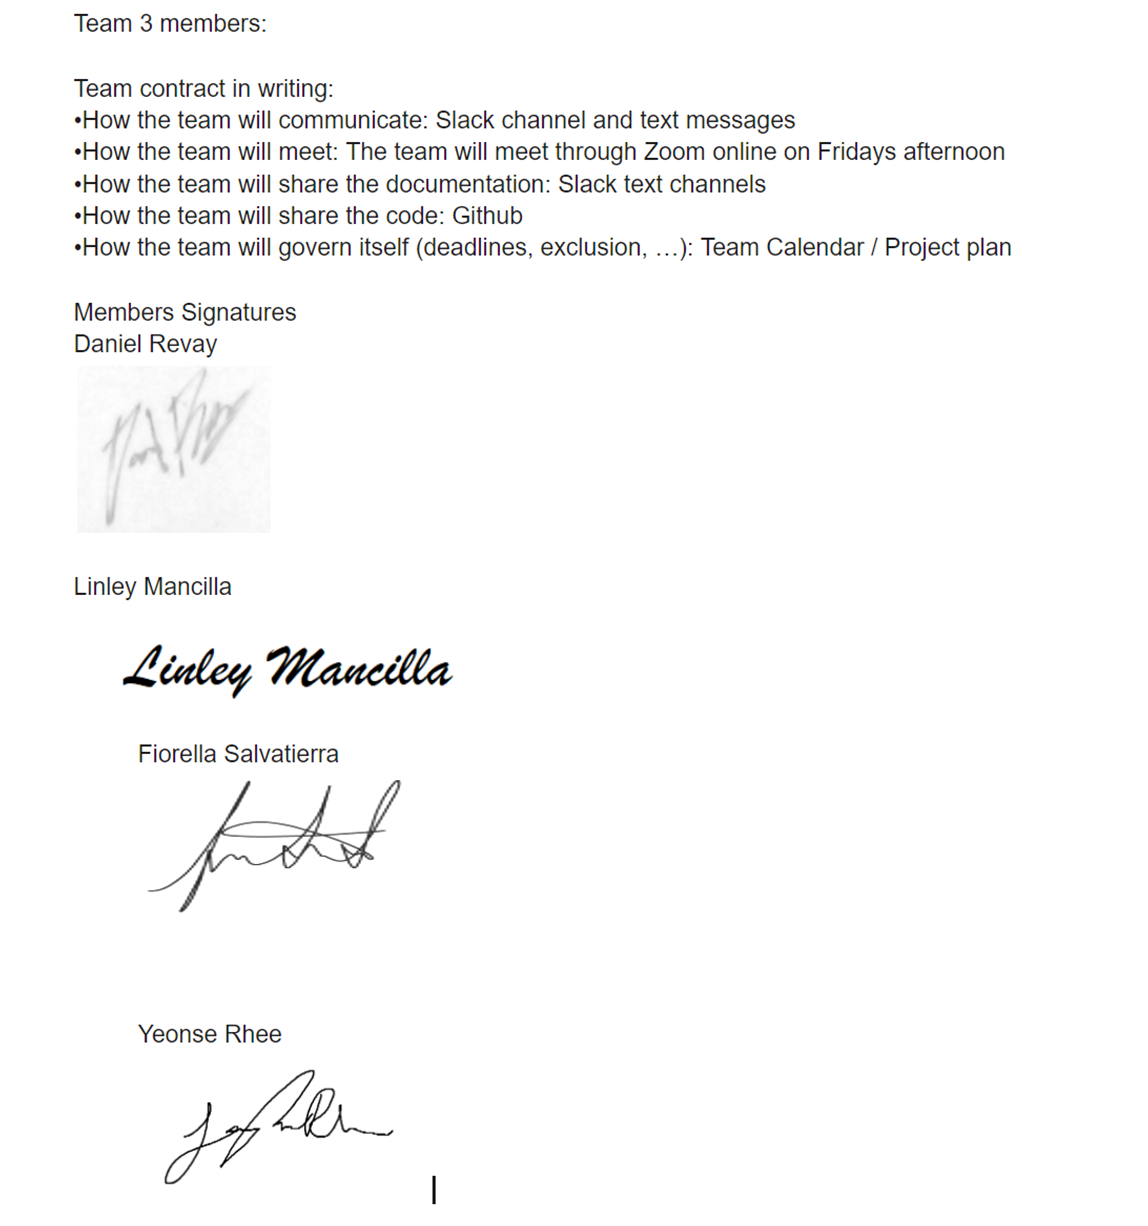 Team 3 members:
Team contract in writing:
•How the team will communicate: Slack channel and text messages
•How the team will meet: The team will meet through Zoom online on Fridays afternoon
•How the team will share the documentation: Slack text channels
•How the team will share the code: Github
•How the team will govern itself (deadlines, exclusion, …): Team Calendar / Project plan
Members Signatures
Daniel Revay
Linley Mancilla
Linley Mancilla
Fiorella Salvatierra
Yeonse Rhee